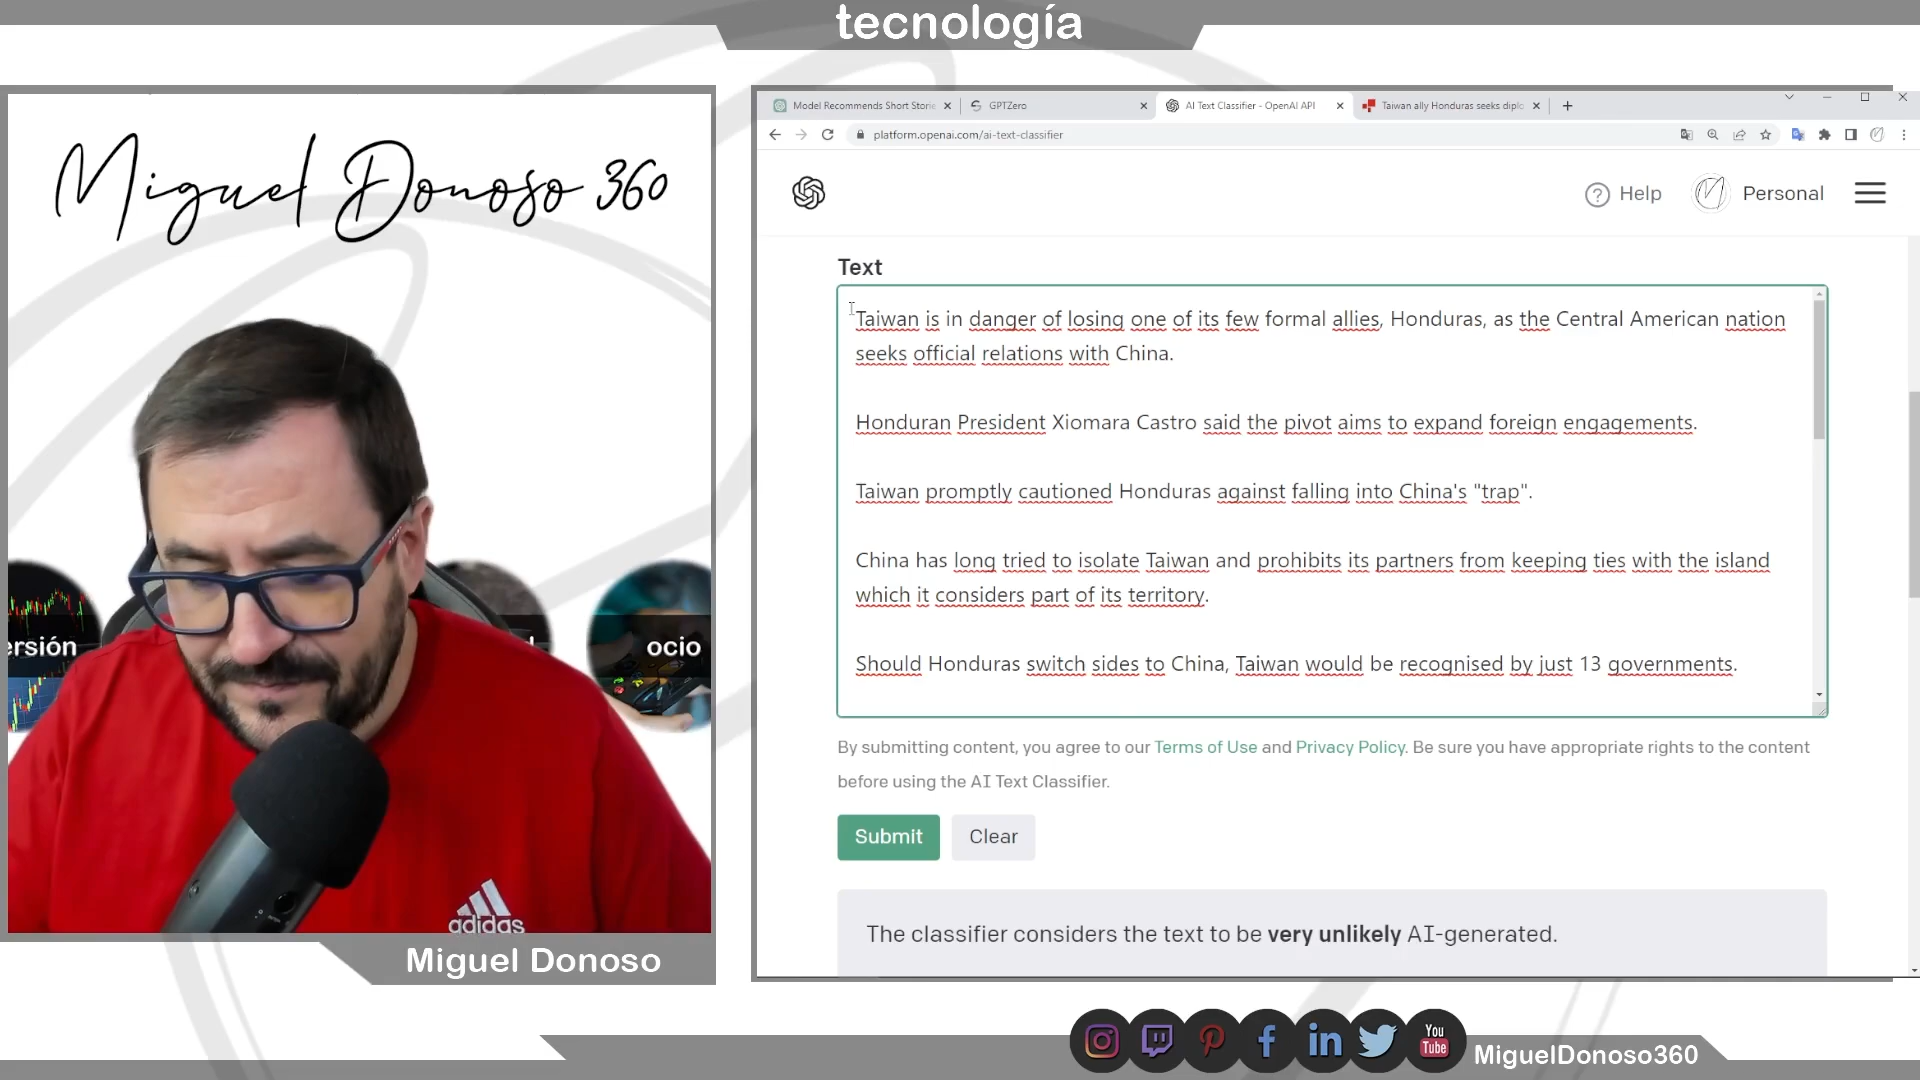 tecnología
Miguel Donoso 360
ersión
ocio
adidas
Miguel Donoso
Model Recommends Short Storie
GPTZero
AI Text Classifier - OpenAI API
Taiwan ally Honduras seeks diplo
platform.openai.com/ai-text-classifier
Help
Personal
Text
Taiwan is in danger of losing one of its few formal allies, Honduras, as the Central American nation
seeks official relations with China.
Honduran President Xiomara Castro said the pivot aims to expand foreign engagements.
Taiwan promptly cautioned Honduras against falling into China's "trap".
China has long tried to isolate Taiwan and prohibits its partners from keeping ties with the island
which it considers part of its territory.
Should Honduras switch sides to China, Taiwan would be recognised by just 13 governments.
By submitting content, you agree to our Terms of Use and Privacy Policy. Be sure you have appropriate rights to the content
before using the AI Text Classifier.
Submit
Clear
The classifier considers the text to be very unlikely AI-generated.
You
Tube
MiguelDonoso360